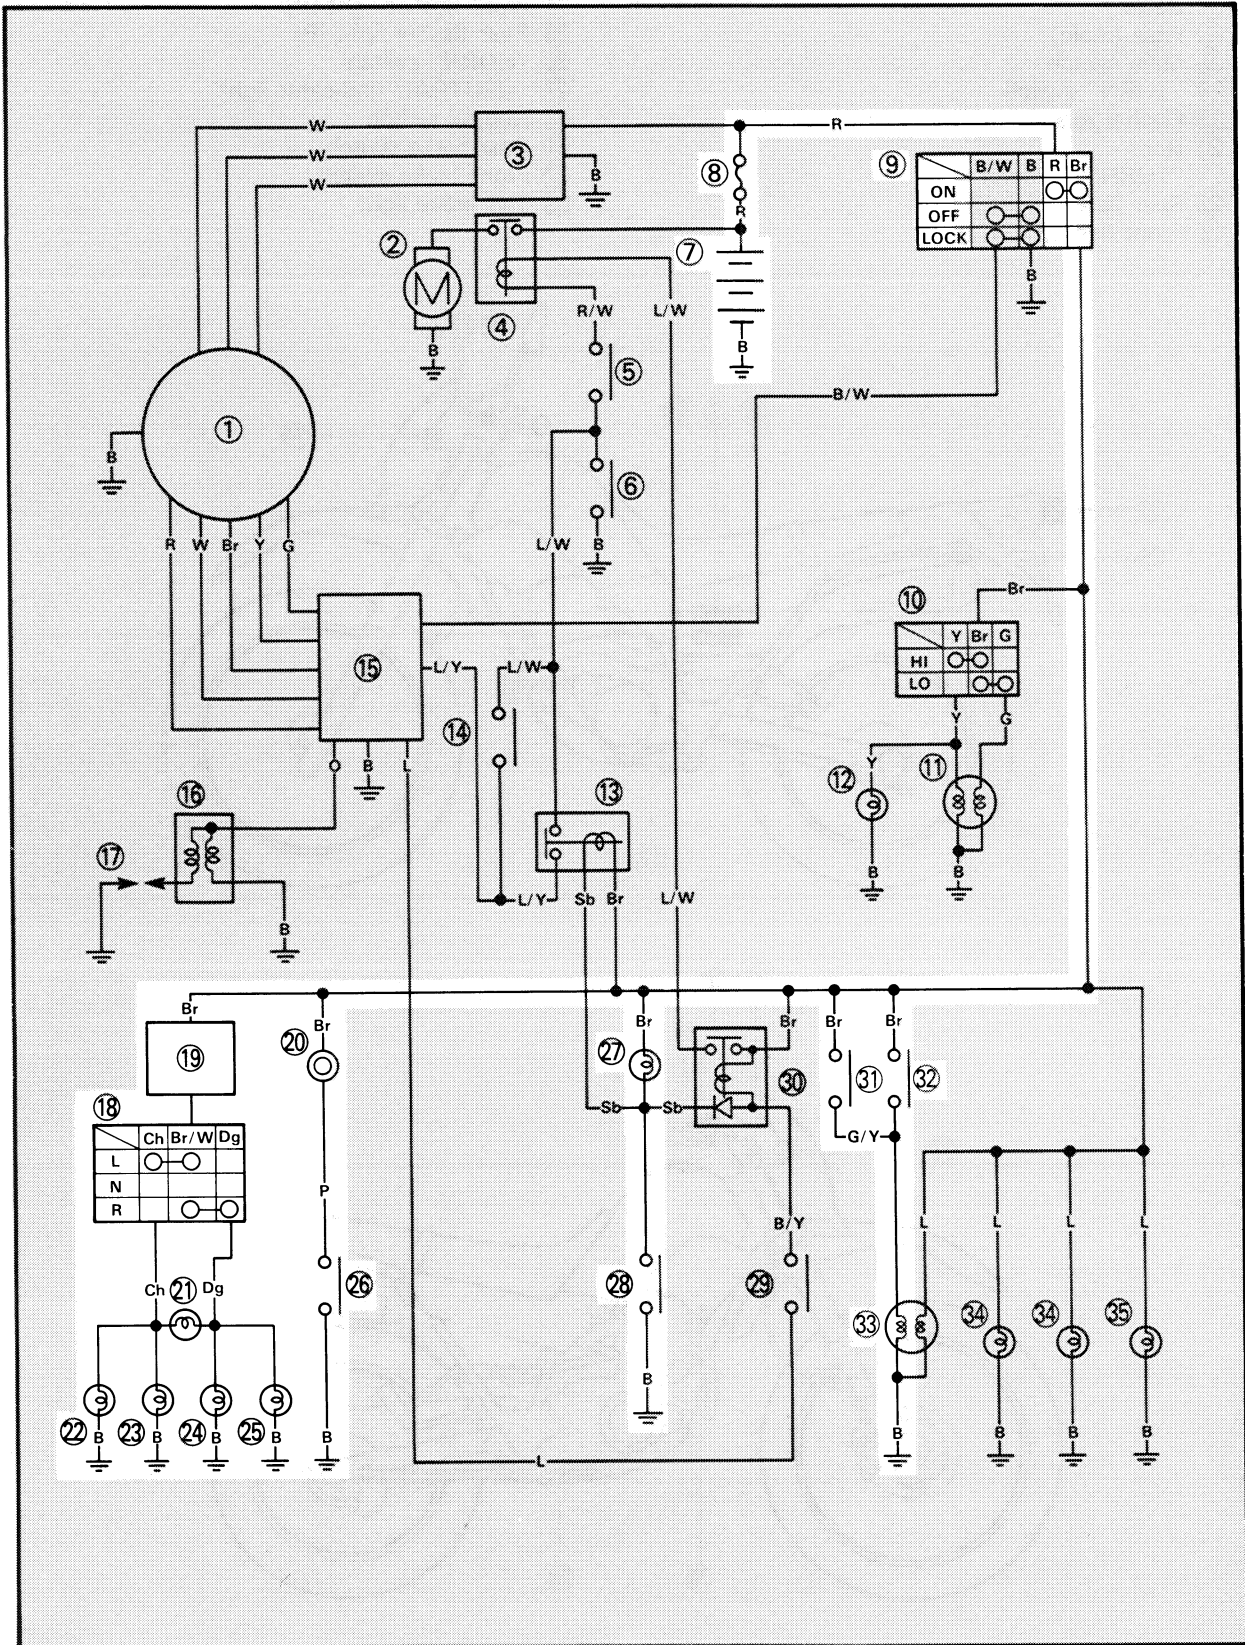 W
③
R
W
⑧
⑨
B/W B R Br
W
B
ON
R
OFF
②
⑦
LOCK
B
R/W
L/W
④
B
B
⑤
B/W
①
B
⑥
R W Br Y G
L/W
B
Br
⑩
Y Br G
HI
⑮
L/Y
L/W
LO
⑭
Y
G
O B L
Y
⑫
⑪
⑯
⑬
⑰
B
B
L/Y
Sb Br
L/W
B
Br
Br
Br
Br
Br
Br
⑲
⑳
㉗
㉚
㉛
㉜
⑱
Sb
Sb
Ch Br/W Dg
G/Y
L
N
R
P
B/Y
L
L
L
L
Ch
㉑
Dg
㉖
㉘
㉙
㉝
㉞
㉞
㉟
B
㉒
B
㉓
B
㉔
B
㉕
B
B
B
B
B
B
L